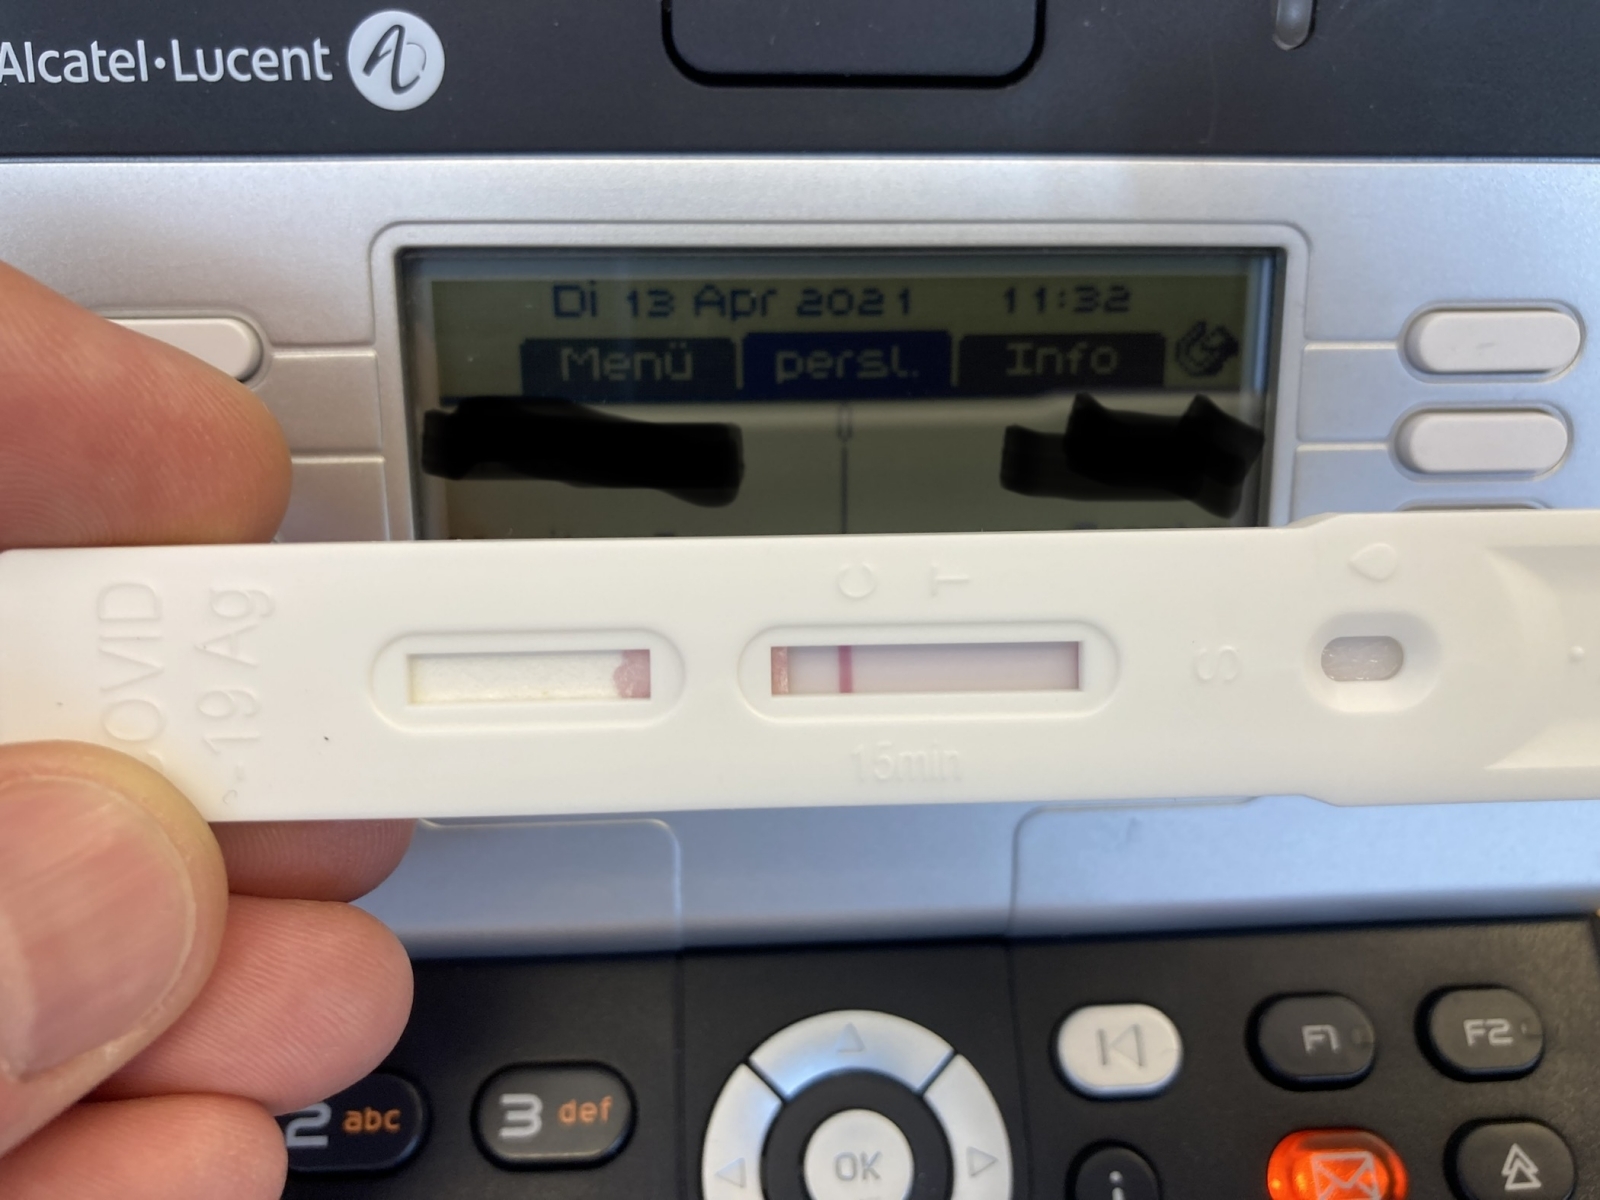 Alcatel·Lucent
Di 13 Apr 2021 11:32
Menü persl. Info
COVID
-19 Ag
C T
S
15min
F1 F2
2 abc 3 def
OK i